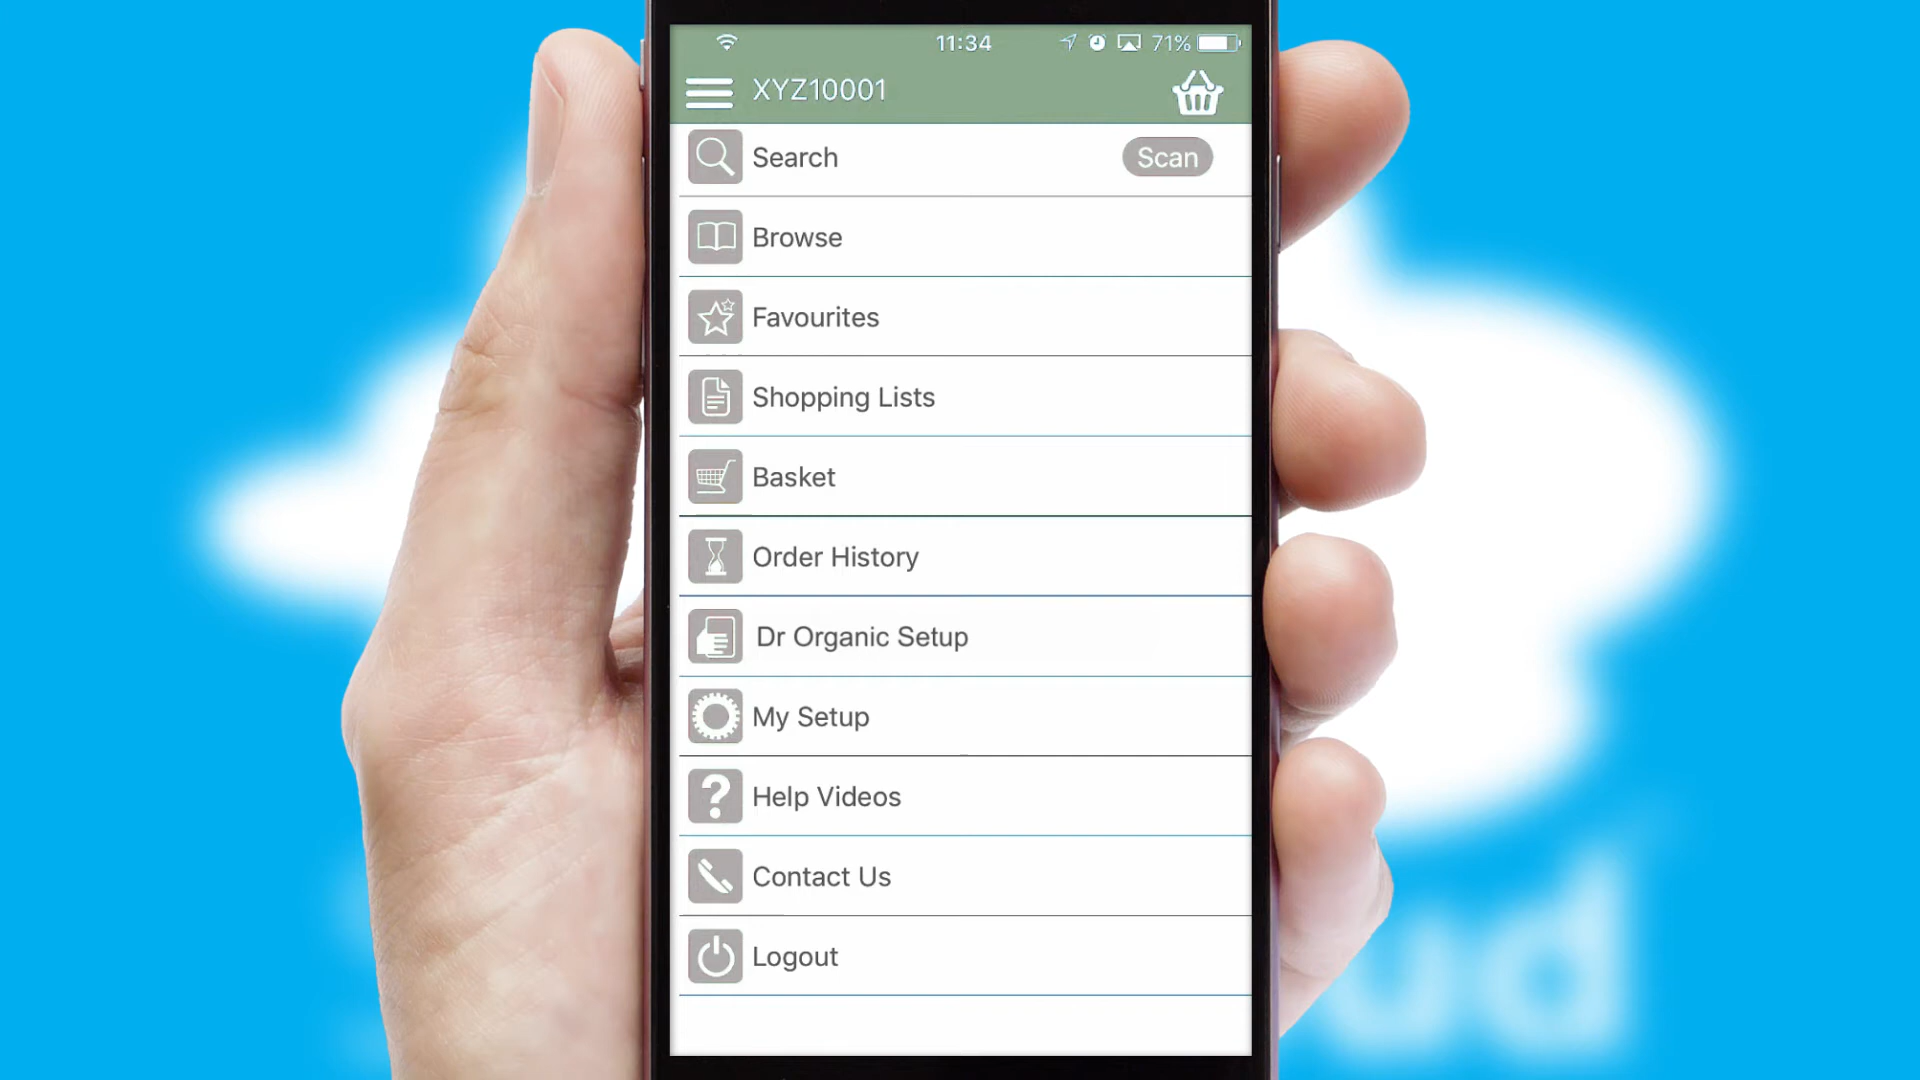 11:34 71%
XYZ10001
Search Scan
Browse
Favourites
Shopping Lists
Basket
Order History
Dr Organic Setup
My Setup
Help Videos
Contact Us
Logout